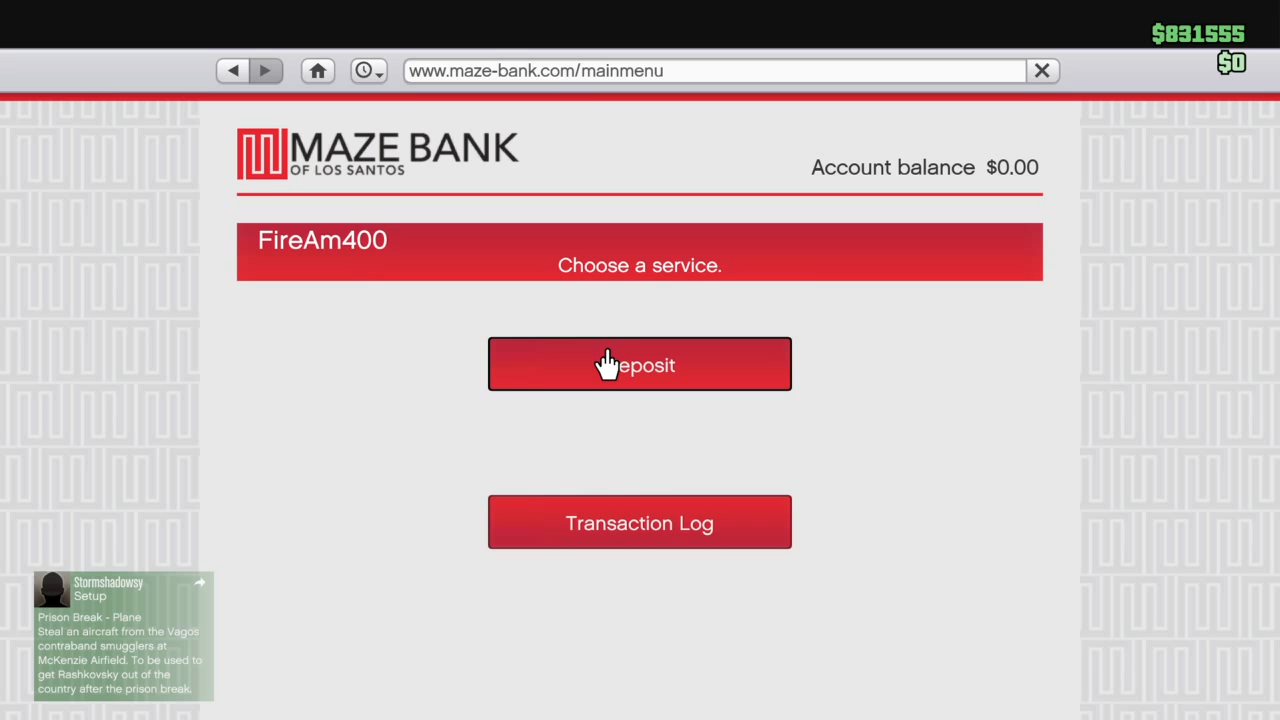 $831555
$0
www.maze-bank.com/mainmenu
MAZE BANK
OF LOS SANTOS
Account balance $0.00
FireAm400
Choose a service.
eposit
Transaction Log
Stormshadowsy
Setup
Prison Break - Plane
Steal an aircraft from the Vagos
contraband smugglers at
McKenzie Airfield. To be used to
get Rashkovsky out of the
country after the prison break.